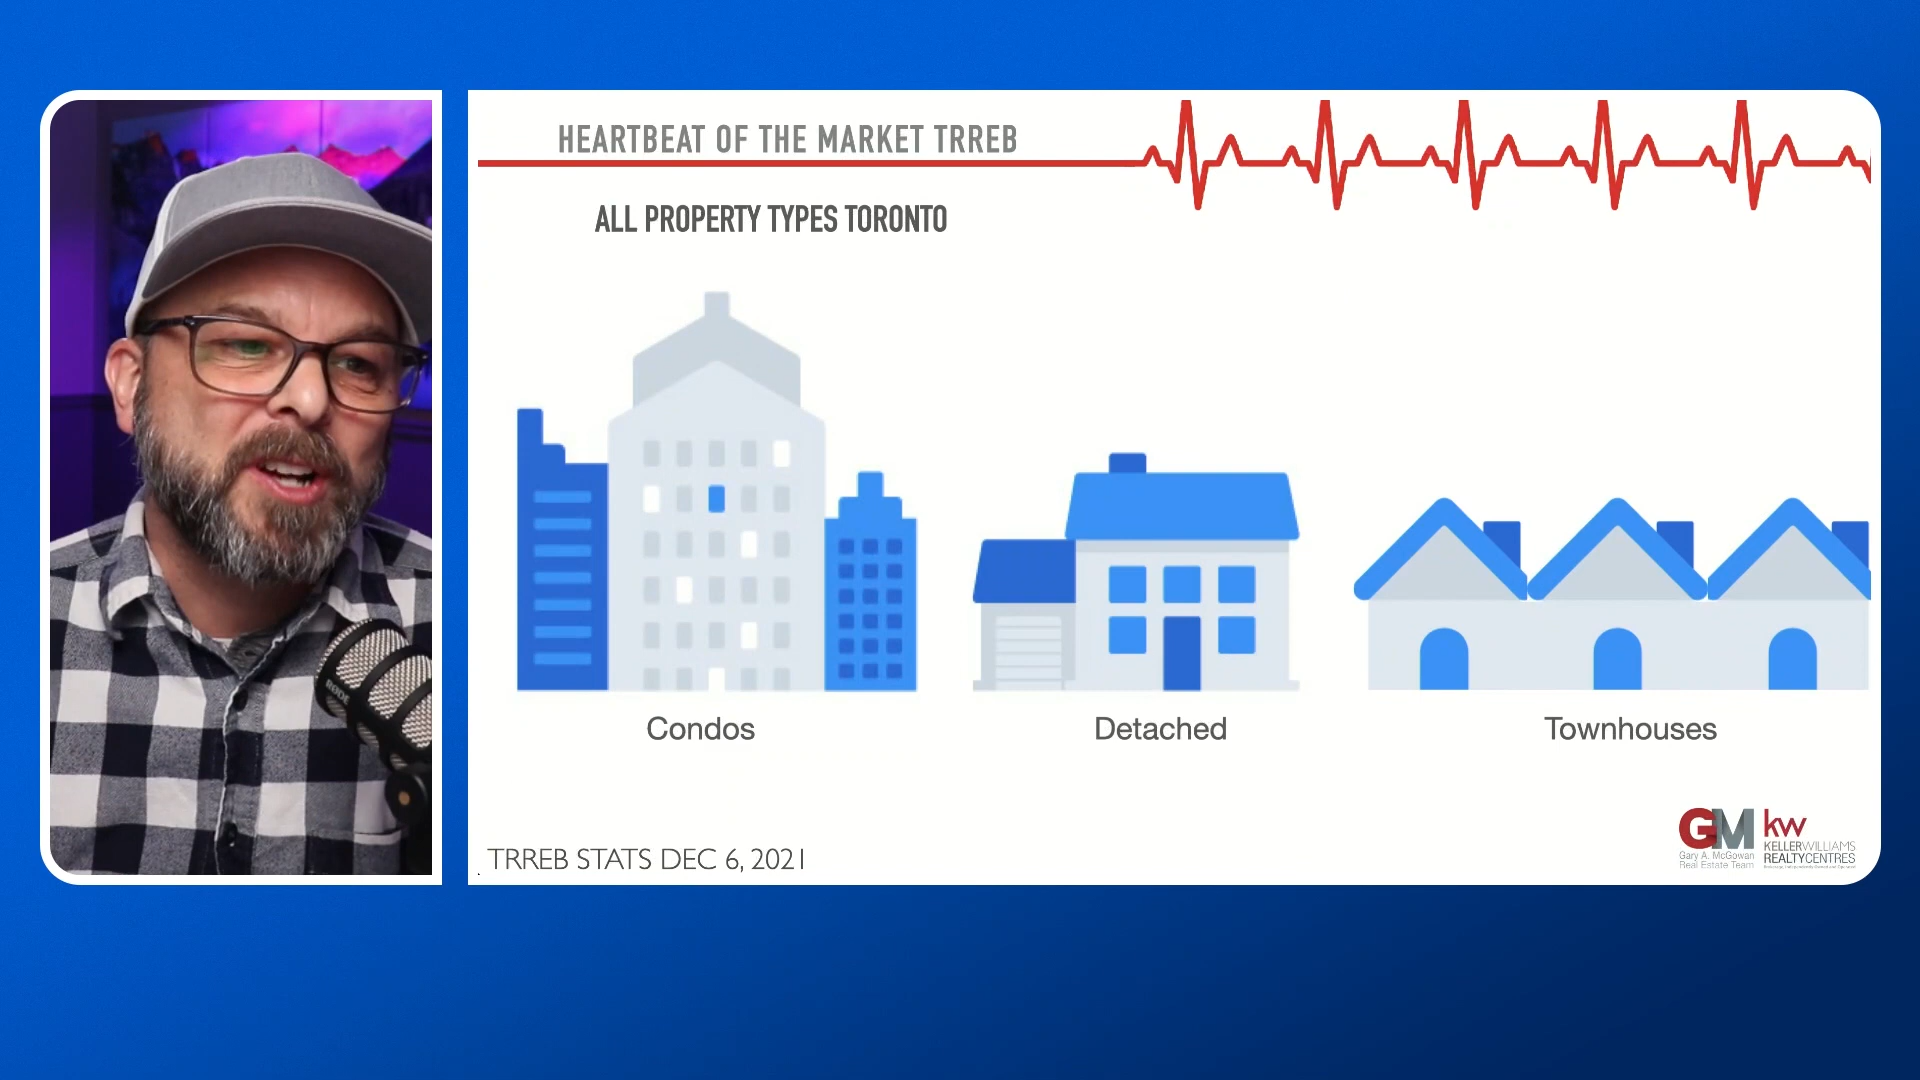 HEARTBEAT OF THE MARKET TRREB
ALL PROPERTY TYPES TORONTO
Condos
Detached
Townhouses
TRREB STATS DEC 6, 2021
GM
Gary A. McGowan
Real Estate Team
kw
KELLERWILLIAMS
REALTYCENTRES
RODE